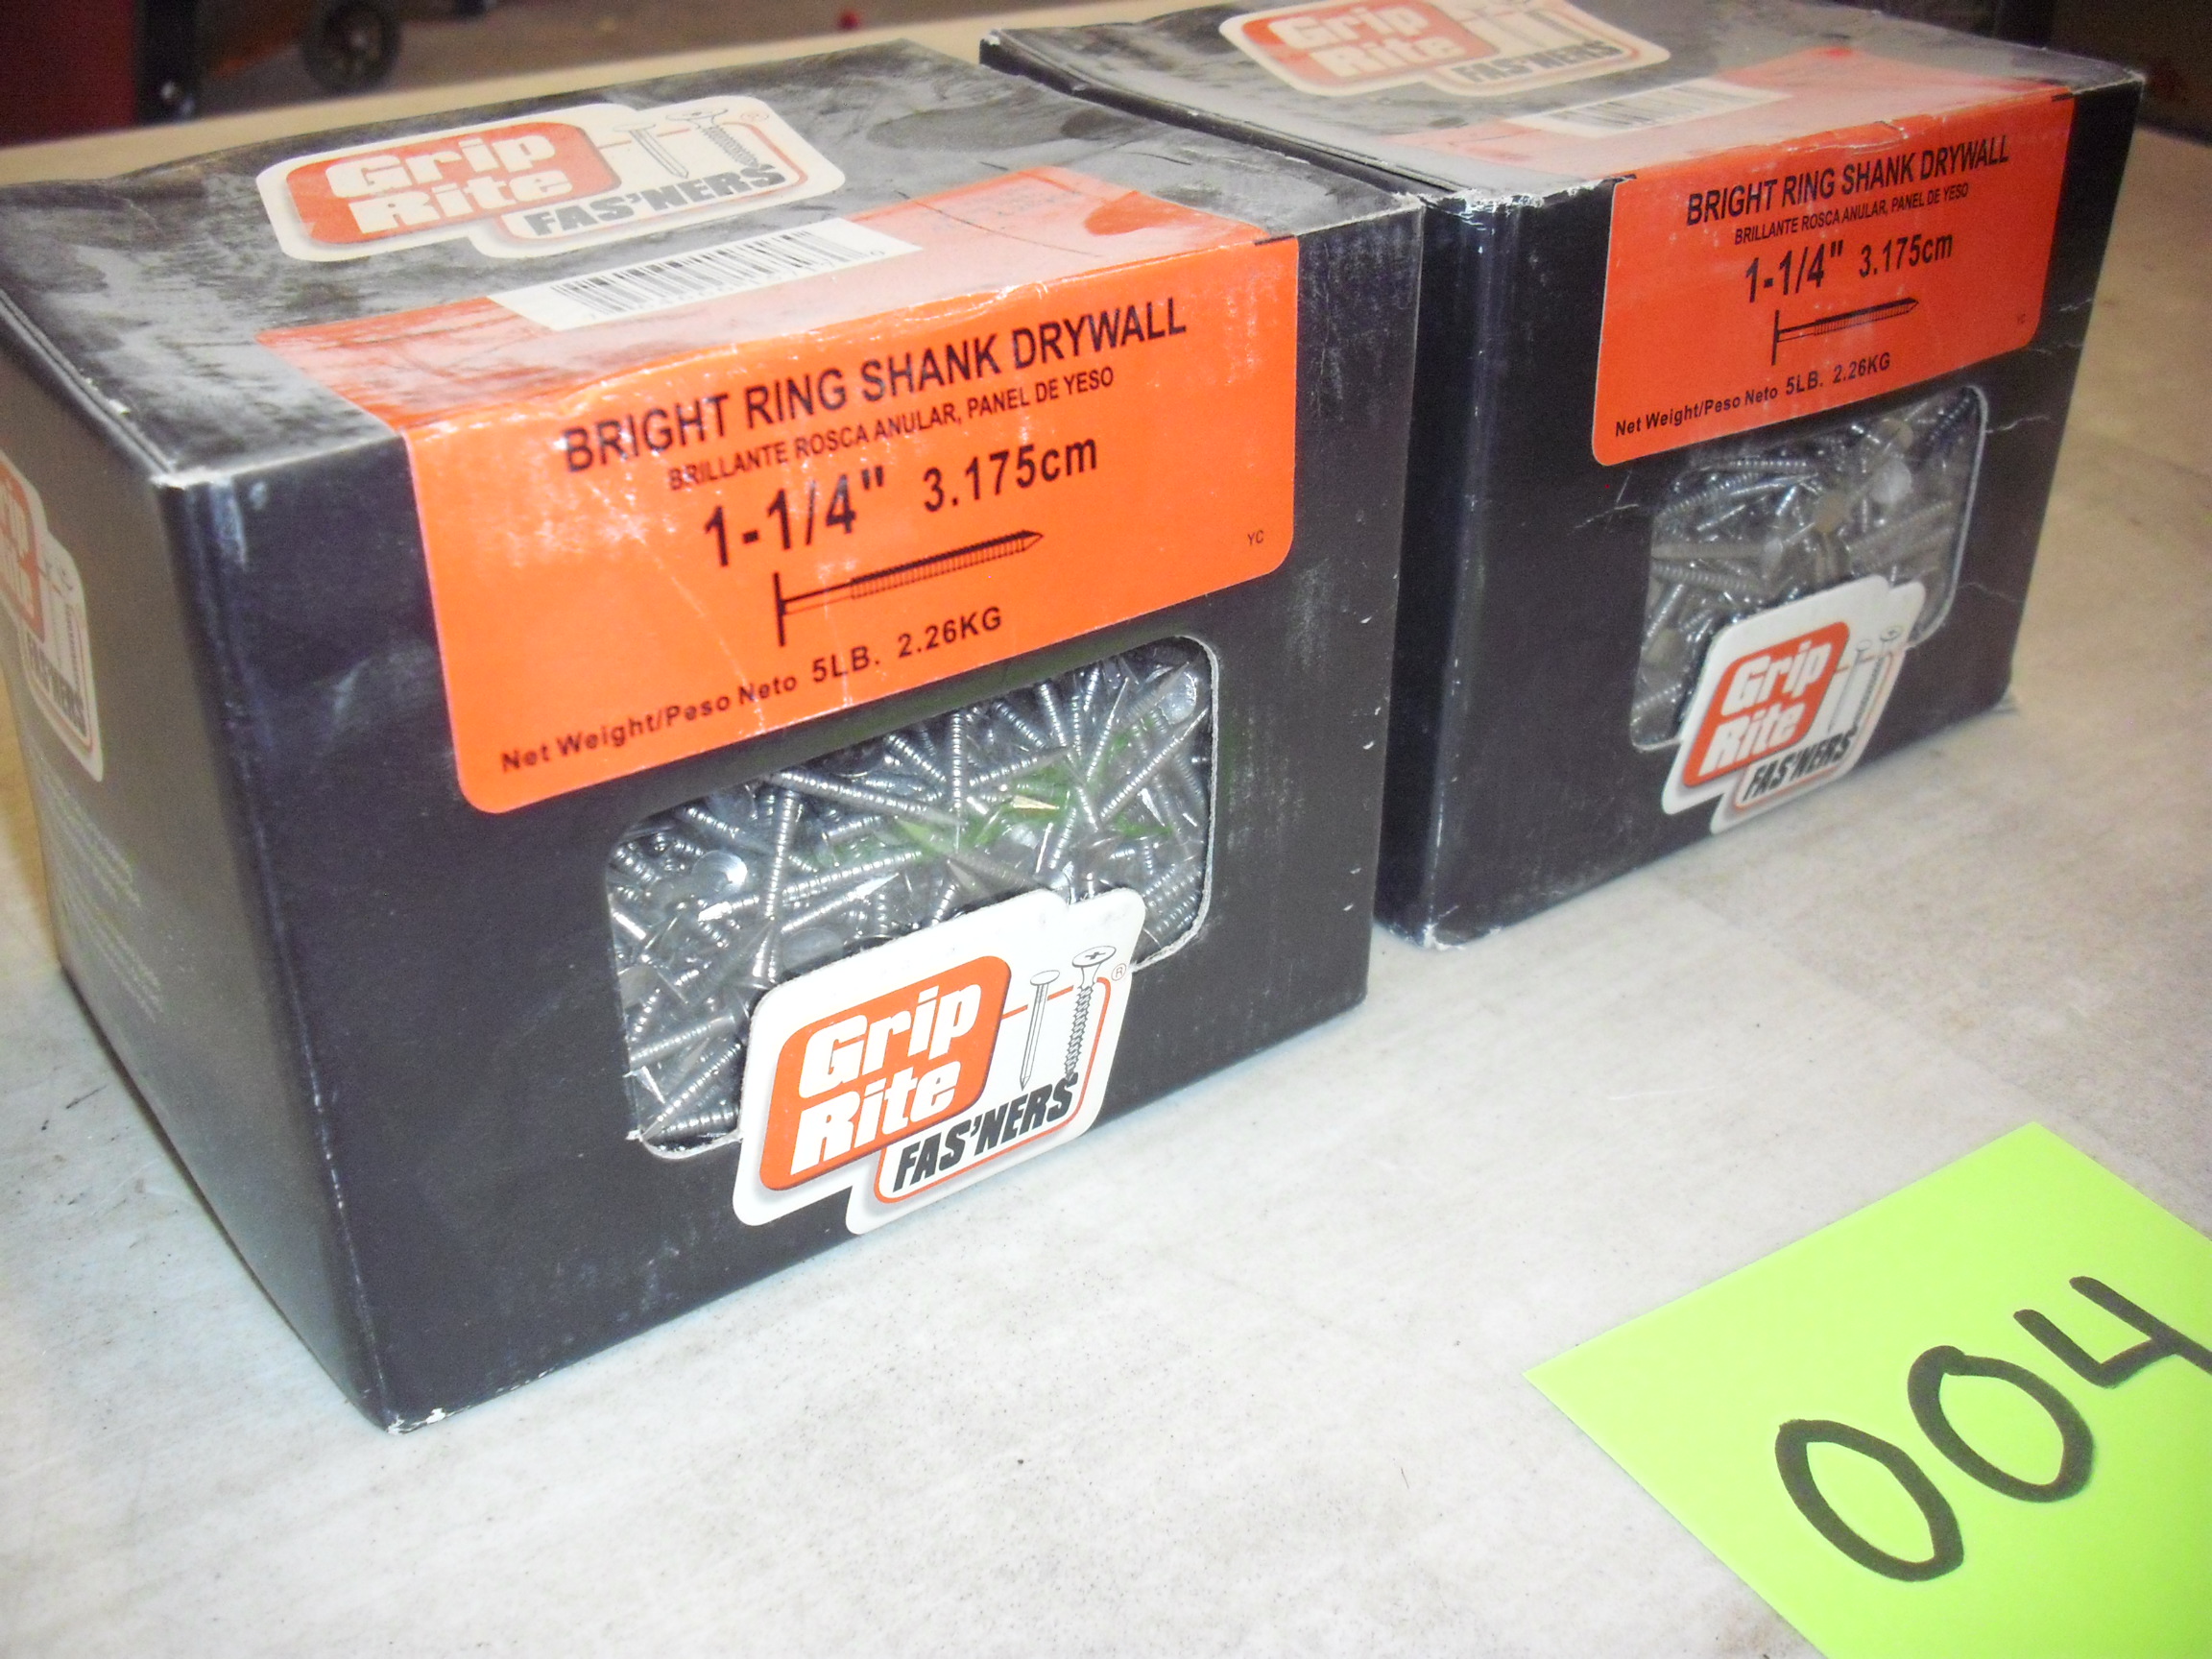 Grip
Rite
FAS'NERS
®
BRIGHT RING SHANK DRYWALL
BRILLANTE ROSCA ANULAR, PANEL DE YESO
1-1/4" 3.175cm
YC
Net Weight/Peso Neto 5LB. 2.26KG
Grip
Rite
FAS'NERS
®
Grip
Rite
FAS'NERS
BRIGHT RING SHANK DRYWALL
BRILLANTE ROSCA ANULAR, PANEL DE YESO
1-1/4" 3.175cm
YC
Net Weight/Peso Neto 5LB. 2.26KG
Grip
Rite
FAS'NERS
FAS'NERS
004